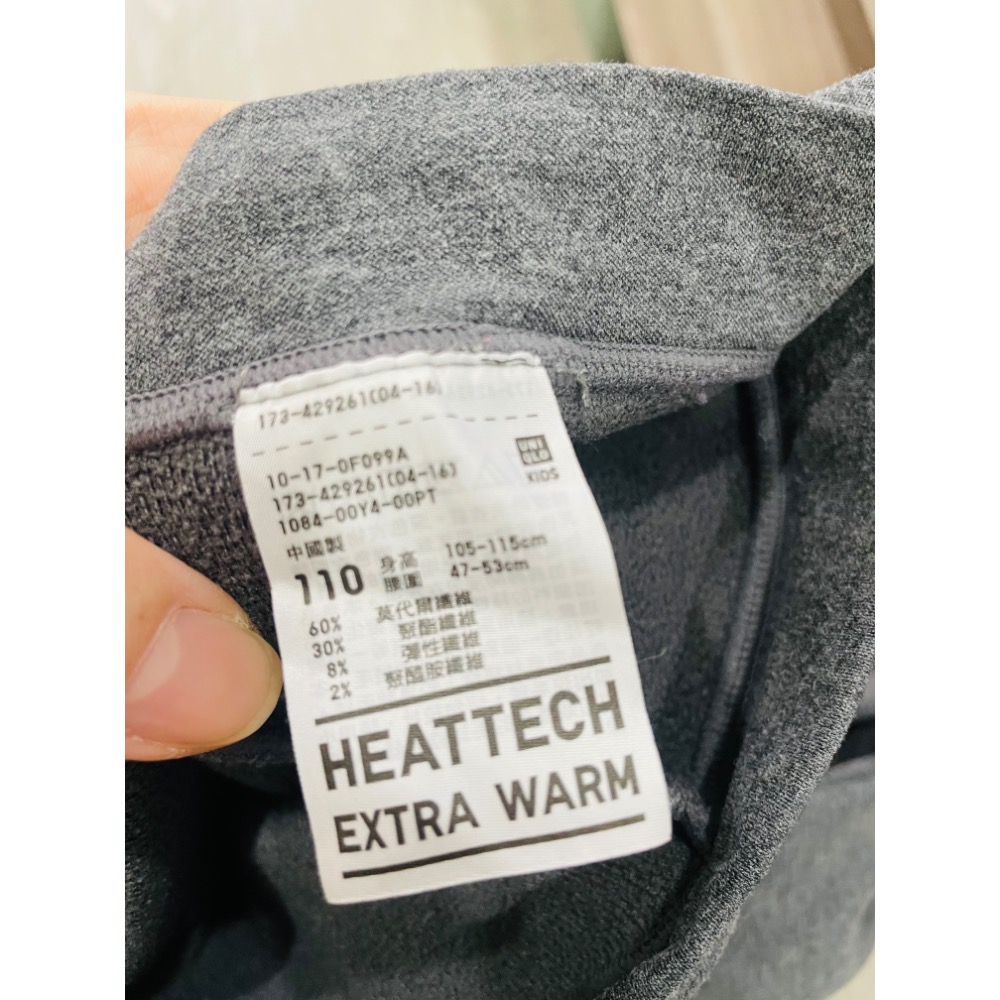 173-429261(04-16)
10-17-0F099A
173-429261(04-16)
1084-00Y4-00PT
UNI
QLO
KIDS
中國製
110 身高 105-115cm
腰圍 47-53cm
60% 莫代爾纖維
30% 聚酯纖維
8% 彈性纖維
2% 聚醯胺纖維
HEATTECH
EXTRA WARM